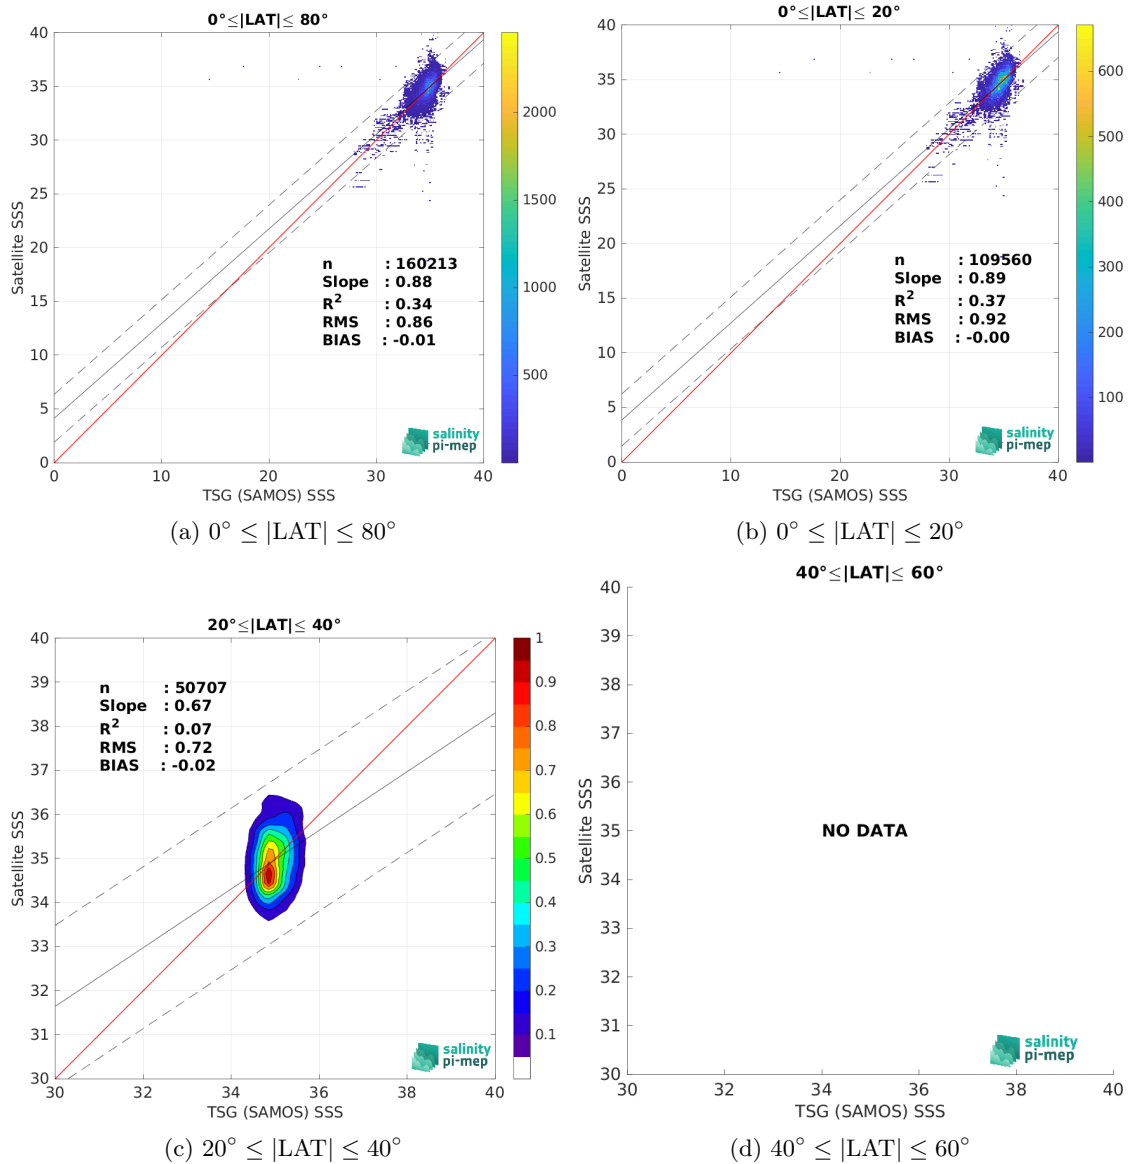 0°≤|LAT|≤ 80°
40
35
30
25
20
15
10
5
0
Satellite SSS
n : 160213
Slope : 0.88
R² : 0.34
RMS : 0.86
BIAS : -0.01
salinity
pi-mep
0 10 20 30 40
TSG (SAMOS) SSS
2000
1000
1500
500
(a) 0° ≤ |LAT| ≤ 80°
0°≤|LAT|≤ 20°
40
35
30
25
20
15
10
5
0
Satellite SSS
n : 109560
Slope : 0.89
R² : 0.37
RMS : 0.92
BIAS : -0.00
salinity
pi-mep
0 10 20 30 40
TSG (SAMOS) SSS
600
500
400
300
200
100
(b) 0° ≤ |LAT| ≤ 20°
20°≤|LAT|≤ 40°
40
39
38
37
36
35
34
33
32
31
30
Satellite SSS
n : 50707
Slope : 0.67
R² : 0.07
RMS : 0.72
BIAS : -0.02
salinity
pi-mep
30 32 34 36 38 40
TSG (SAMOS) SSS
1
0.9
0.8
0.7
0.6
0.5
0.4
0.3
0.2
0.1
(c) 20° ≤ |LAT| ≤ 40°
40°≤|LAT|≤ 60°
40
39
38
37
36
35
34
33
32
31
30
Satellite SSS
NO DATA
salinity
pi-mep
30 32 34 36 38 40
TSG (SAMOS) SSS
(d) 40° ≤ |LAT| ≤ 60°